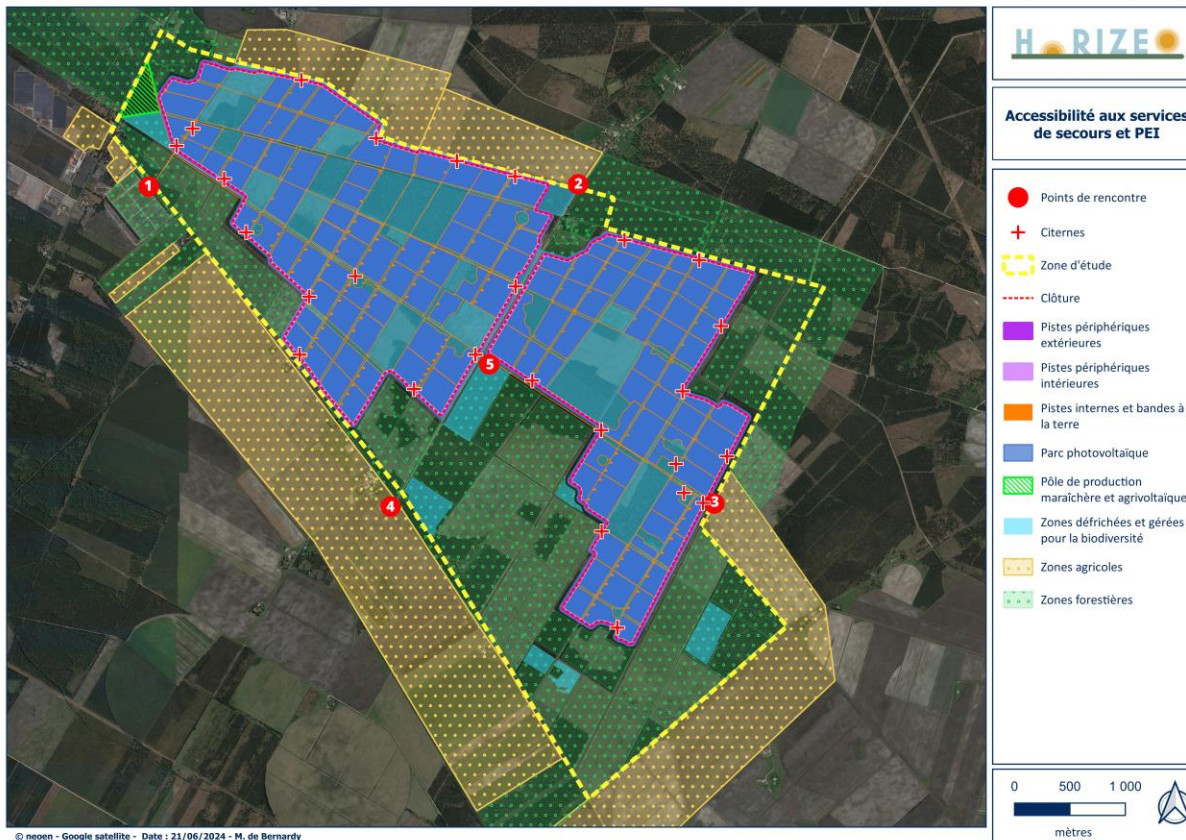 HORIZEO
Accessibilité aux services
de secours et PEI
Points de rencontre
Citernes
Zone d'étude
Clôture
Pistes périphériques
extérieures
Pistes périphériques
intérieures
Pistes internes et bandes à
la terre
Parc photovoltaïque
Pôle de production
maraîchère et agrivoltaïque
Zones défrichées et gérées
pour la biodiversité
Zones agricoles
Zones forestières
0 500 1 000
mètres
1
2
5
3
4
© neoen - Google satellite - Date : 21/06/2024 - M. de Bernardy